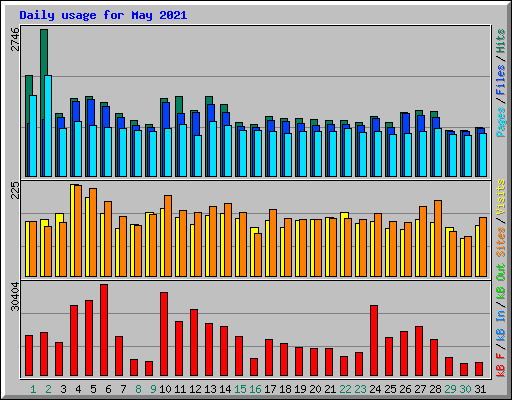 Daily usage for May 2021
2746
Pages / Files / Hits
225
Sites / Visits
30404
kB F / kB In / kB Out
1 2 3 4 5 6 7 8 9 10 11 12 13 14 15 16 17 18 19 20 21 22 23 24 25 26 27 28 29 30 31